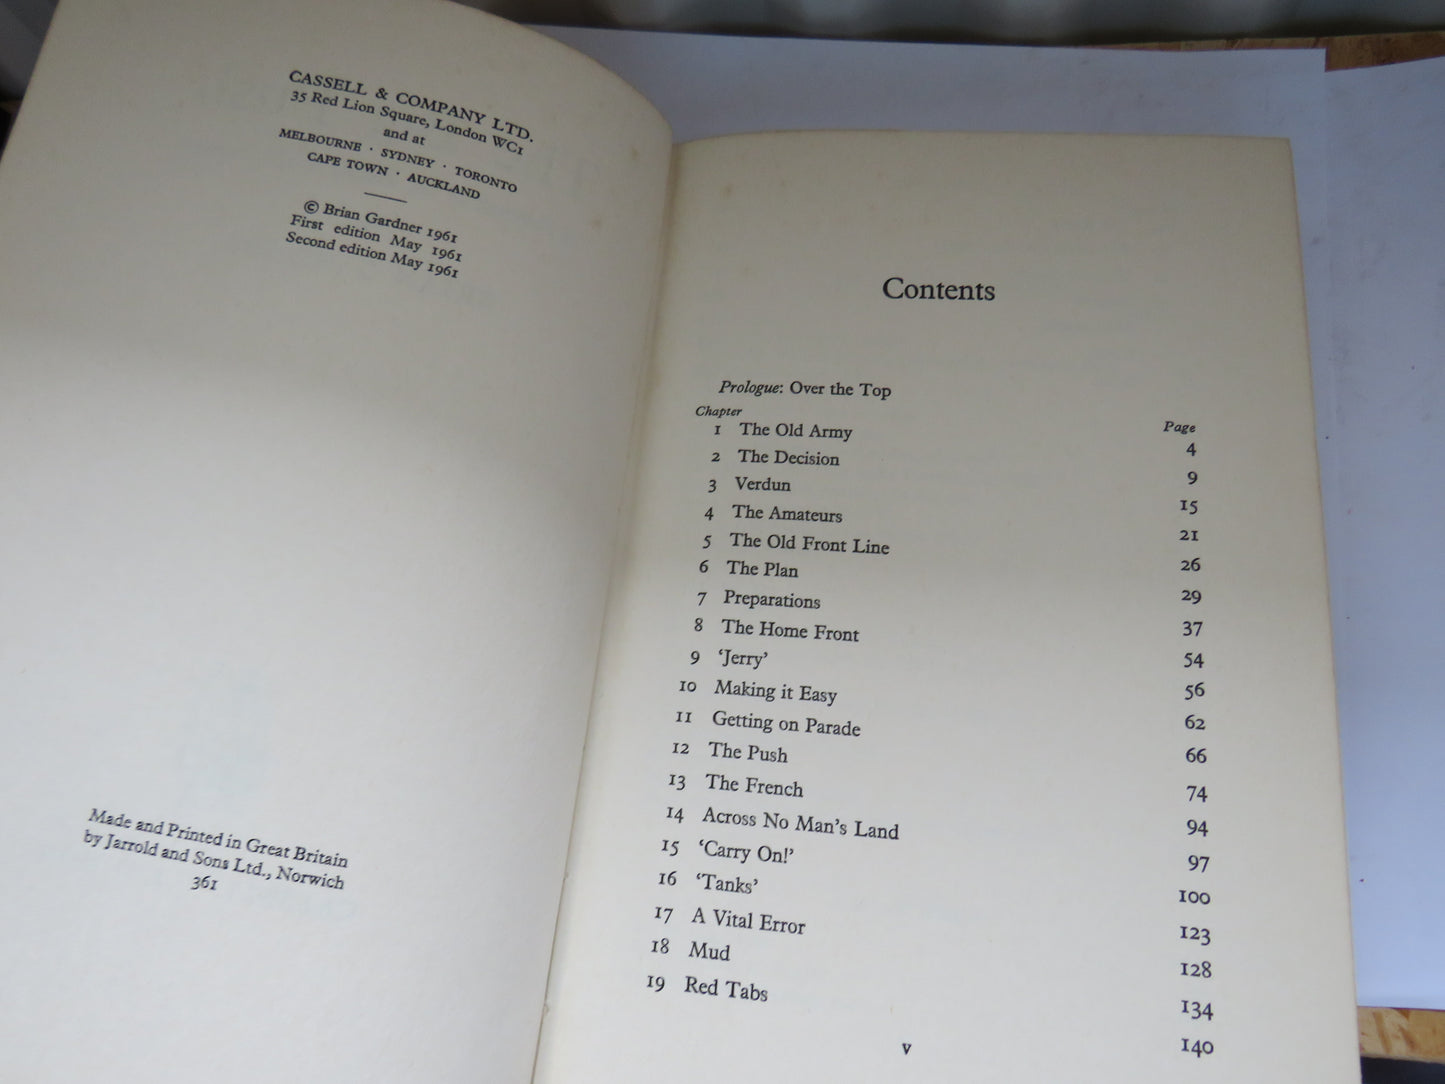 CASSELL & COMPANY LTD.
35 Red Lion Square, London WC1
and at
MELBOURNE · SYDNEY · TORONTO
CAPE TOWN · AUCKLAND
© Brian Gardner 1961
First edition May 1961
Second edition May 1961
Made and Printed in Great Britain
by Jarrold and Sons Ltd., Norwich
361
Contents
Prologue: Over the Top
Chapter Page
1 The Old Army 4
2 The Decision 9
3 Verdun 15
4 The Amateurs 21
5 The Old Front Line 26
6 The Plan 29
7 Preparations 37
8 The Home Front 54
9 ‘Jerry’ 56
10 Making it Easy 62
11 Getting on Parade 66
12 The Push 74
13 The French 94
14 Across No Man's Land 97
15 ‘Carry On!’ 100
16 ‘Tanks’ 123
17 A Vital Error 128
18 Mud 134
19 Red Tabs 140
v